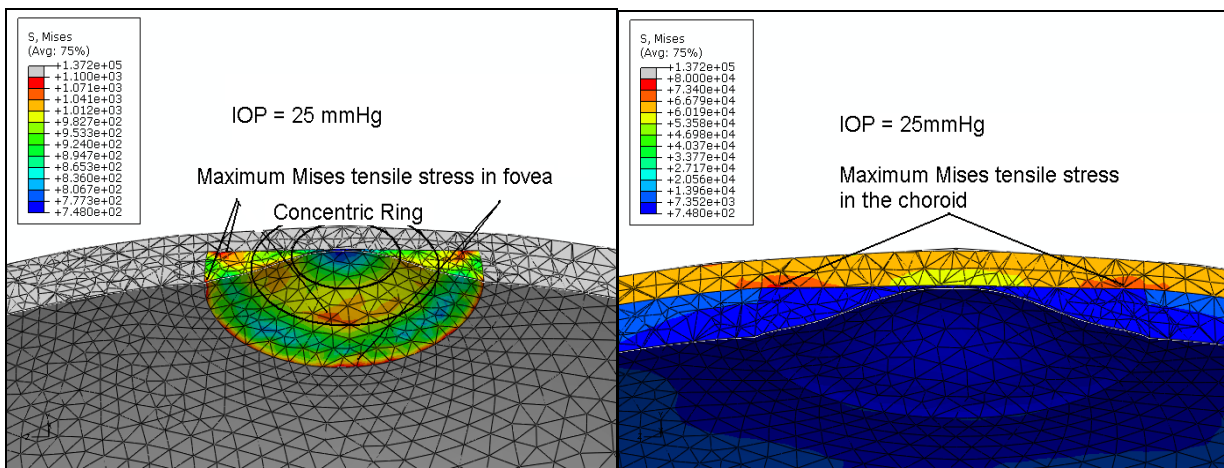 S, Mises
(Avg: 75%)
+1.372e+05
+1.100e+03
+1.071e+03
+1.041e+03
+1.012e+03
+9.827e+02
+9.533e+02
+9.240e+02
+8.947e+02
+8.653e+02
+8.360e+02
+8.067e+02
+7.773e+02
+7.480e+02
IOP = 25 mmHg
Maximum Mises tensile stress in fovea
Concentric Ring
S, Mises
(Avg: 75%)
+1.372e+05
+8.000e+04
+7.340e+04
+6.679e+04
+6.019e+04
+5.358e+04
+4.698e+04
+4.037e+04
+3.377e+04
+2.717e+04
+2.056e+04
+1.396e+04
+7.352e+03
+7.480e+02
IOP = 25mmHg
Maximum Mises tensile stress
in the choroid